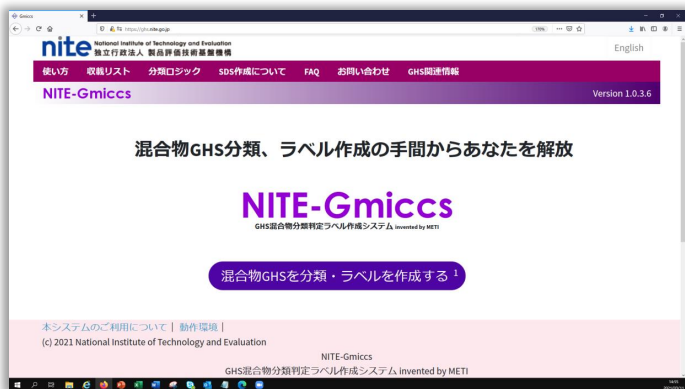 Gmiccs
https://ghs.nite.go.jp
nite National Institute of Technology and Evaluation
独立行政法人 製品評価技術基盤機構
English
使い方 収載リスト 分類ロジック SDS作成について FAQ お問い合わせ GHS関連情報
NITE-Gmiccs Version 1.0.3.6
混合物GHS分類、ラベル作成の手間からあなたを解放
NITE-Gmiccs
GHS混合物分類判定ラベル作成システム invented by METI
混合物GHSを分類・ラベルを作成する 1
本システムのご利用について | 動作環境 |
(c) 2021 National Institute of Technology and Evaluation
NITE-Gmiccs
GHS混合物分類判定ラベル作成システム invented by METI